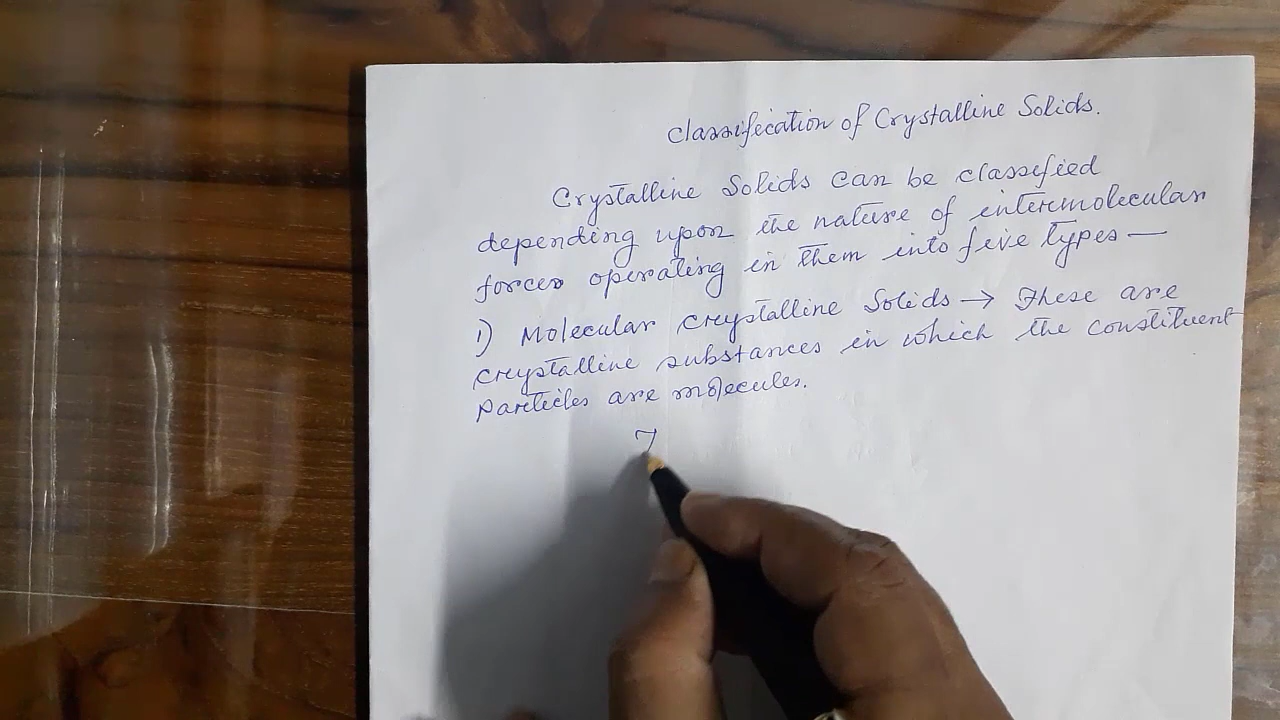 Classification of Crystalline Solids.
Crystalline Solids can be classified
depending upon the nature of intermolecular
forces operating in them into five types —
1) Molecular crystalline Solids → These are
crystalline substances in which the constituent
Particles are molecules.